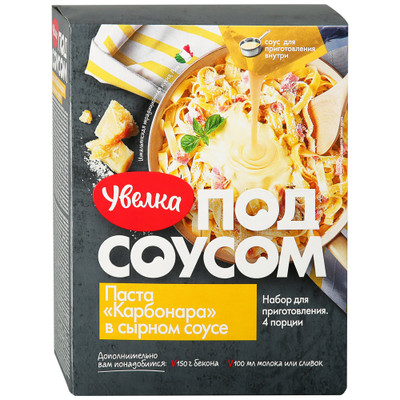 соус для
приготовления
внутри
Увелка
ПОД
СОУСОМ
Паста
«Карбонара»
в сырном соусе
Набор для
приготовления.
4 порции
Дополнительно
вам понадобится: 150 г бекона 100 мл молока или сливок